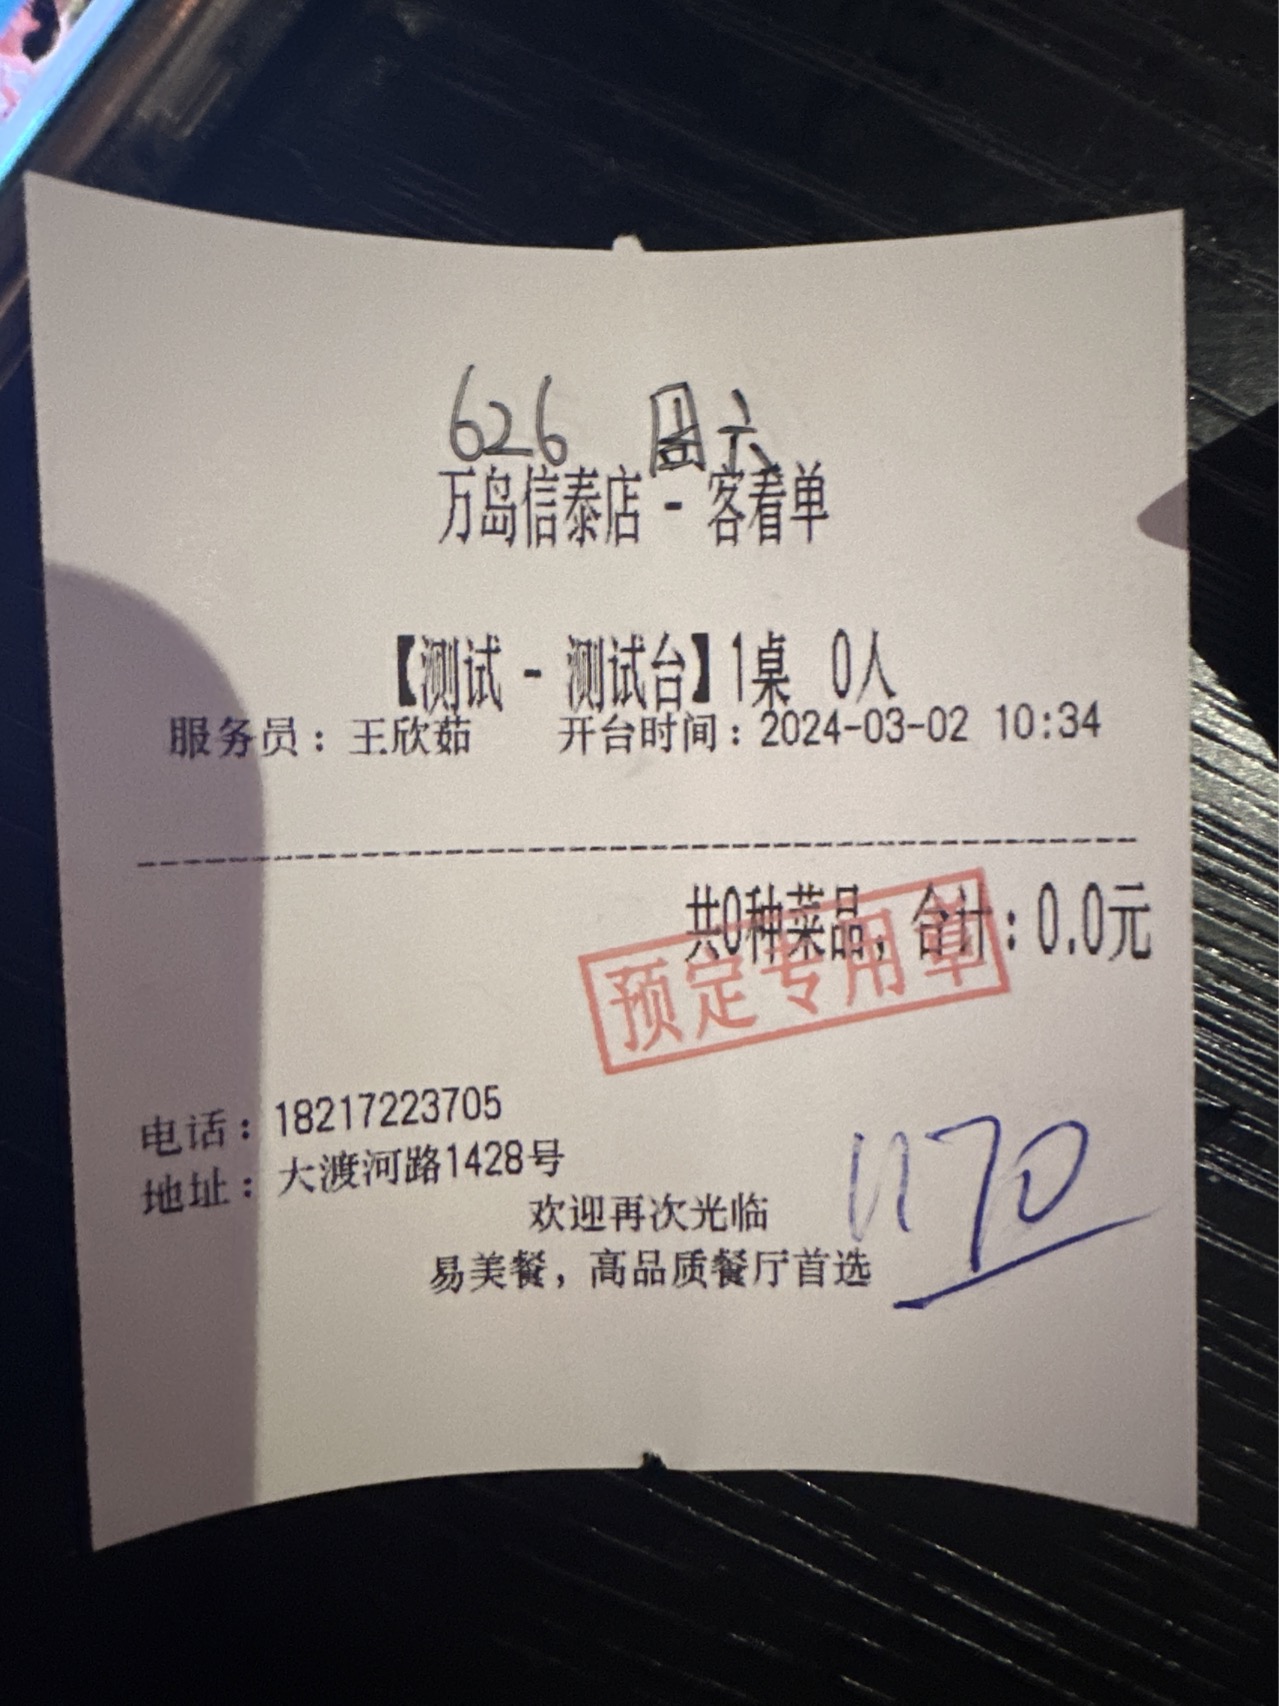 626 周六
万岛信泰店 - 客看单
【测试 - 测试台】1桌 0人
服务员：王欣茹 开台时间：2024-03-02 10:34
共0种菜品，合计：0.0元
预定专用章
电话：18217223705
地址：大渡河路1428号
1170
欢迎再次光临
易美餐，高品质餐厅首选